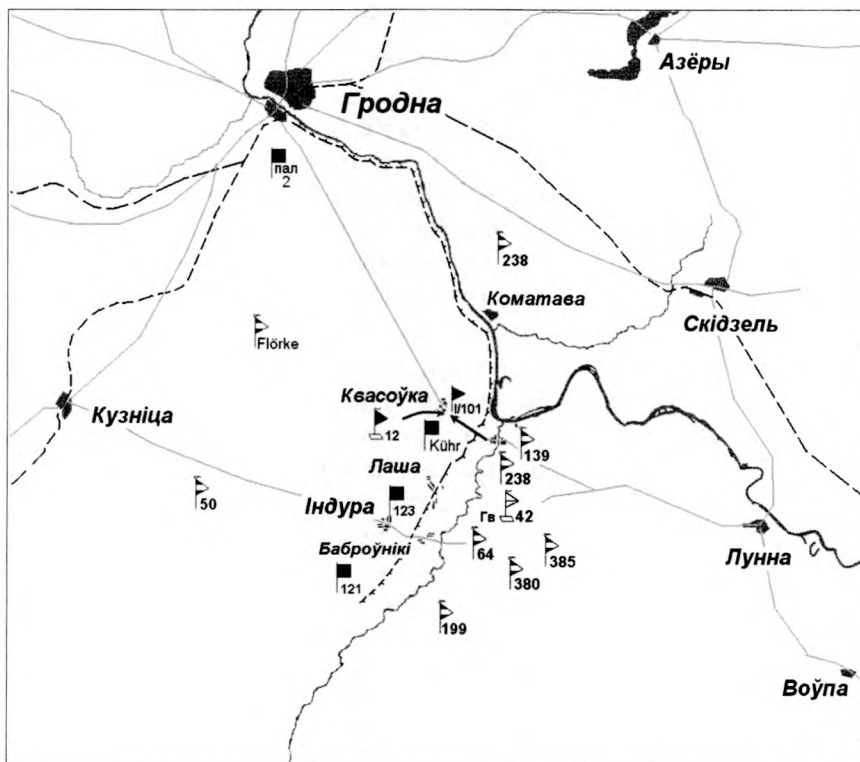 Азёры
Гродна
пал
2
238
Коматава
Скідзель
Flörke
Квасоўка
I/101
Кузніца
12
Kühr
139
Лаша
238
50
Індура
123
Гв
42
Баброўнікі
64
385
Лунна
121
380
199
Воўпа